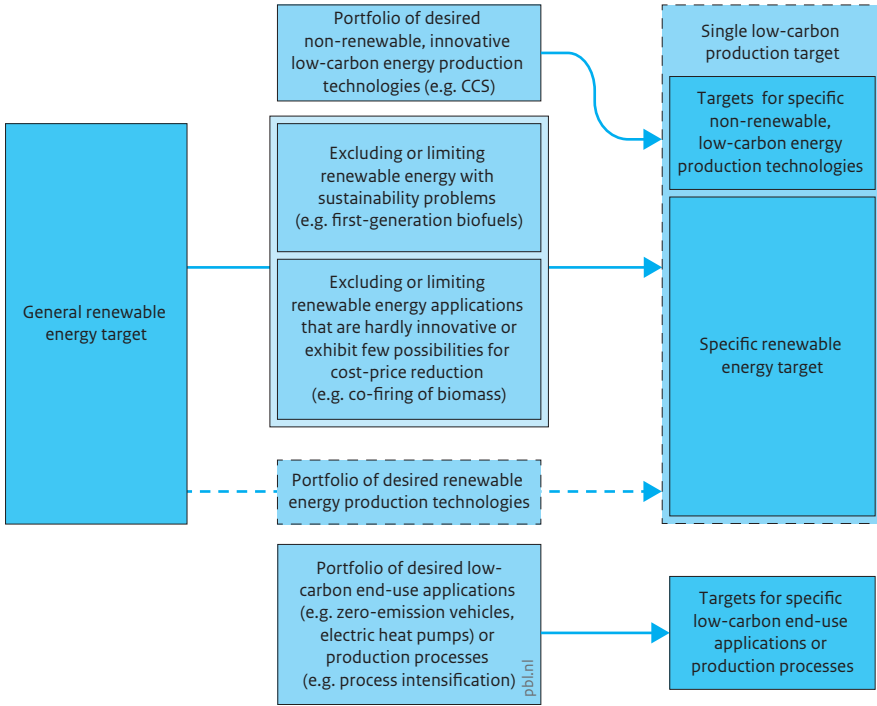 Portfolio of desired
non-renewable, innovative
low-carbon energy production
technologies (e.g. CCS)
Single low-carbon
production target
Targets for specific
non-renewable,
low-carbon energy
production technologies
Excluding or limiting
renewable energy with
sustainability problems
(e.g. first-generation biofuels)
General renewable
energy target
Excluding or limiting
renewable energy applications
that are hardly innovative or
exhibit few possibilities for
cost-price reduction
(e.g. co-firing of biomass)
Specific renewable
energy target
Portfolio of desired renewable
energy production technologies
Portfolio of desired low-
carbon end-use applications
(e.g. zero-emission vehicles,
electric heat pumps) or
production processes
(e.g. process intensification)
pbl.nl
Targets for specific
low-carbon end-use
applications or
production processes